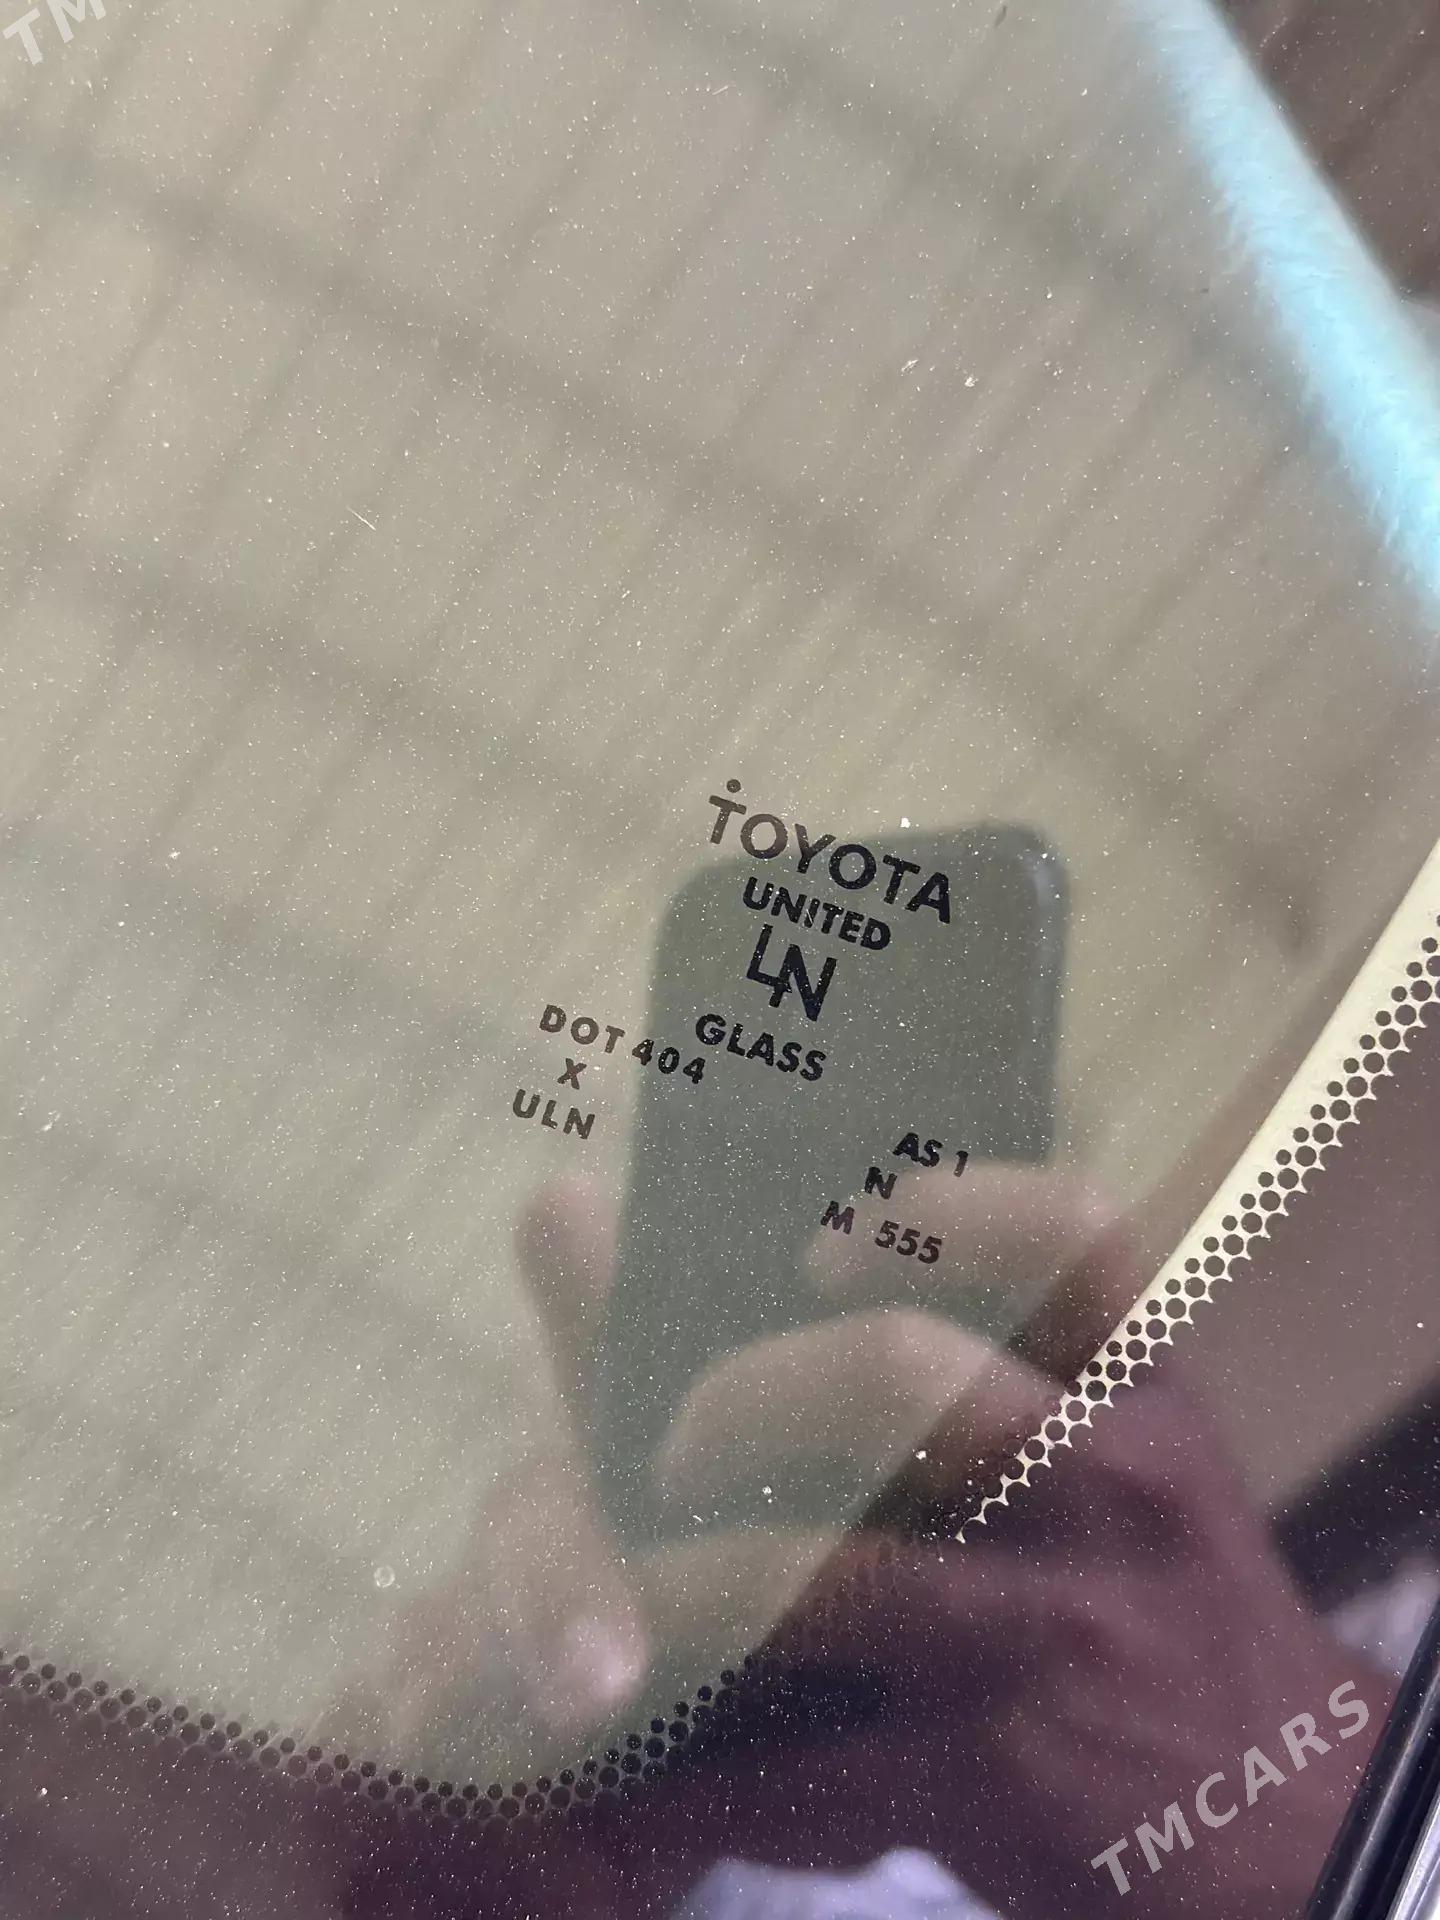 TM
TOYOTA
UNITED
LN
GLASS
DOT 404
X
ULN
AS 1
N
M 555
TMCARS